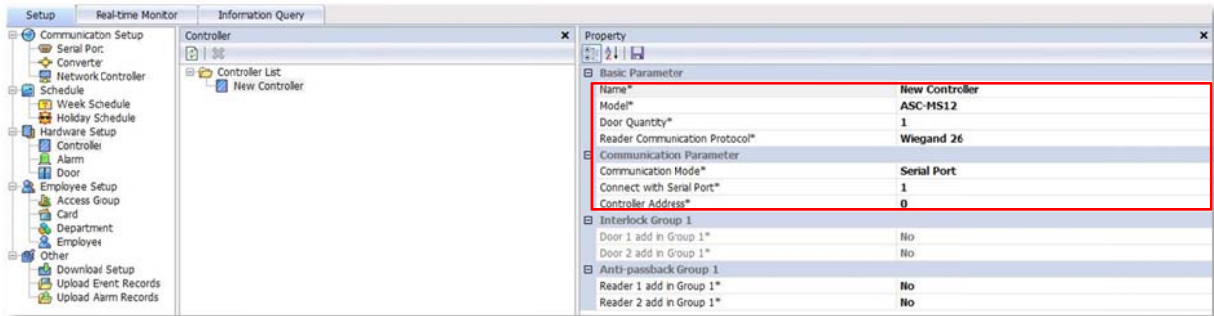 Setup Real-time Monitor Information Query
Communication Setup
Serial Port
Converter
Network Controller
Schedule
Week Schedule
Holiday Schedule
Hardware Setup
Controller
Alarm
Door
Employee Setup
Access Group
Card
Department
Employee
Other
Download Setup
Upload Event Records
Upload Alarm Records
Controller
Controller List
New Controller
Property
Basic Parameter
Name* New Controller
Model* ASC-MS12
Door Quantity* 1
Reader Communication Protocol* Wiegand 26
Communication Parameter
Communication Mode* Serial Port
Connect with Serial Port* 1
Controller Address* 0
Interlock Group 1
Door 1 add in Group 1* No
Door 2 add in Group 1* No
Anti-passback Group 1
Reader 1 add in Group 1* No
Reader 2 add in Group 1* No